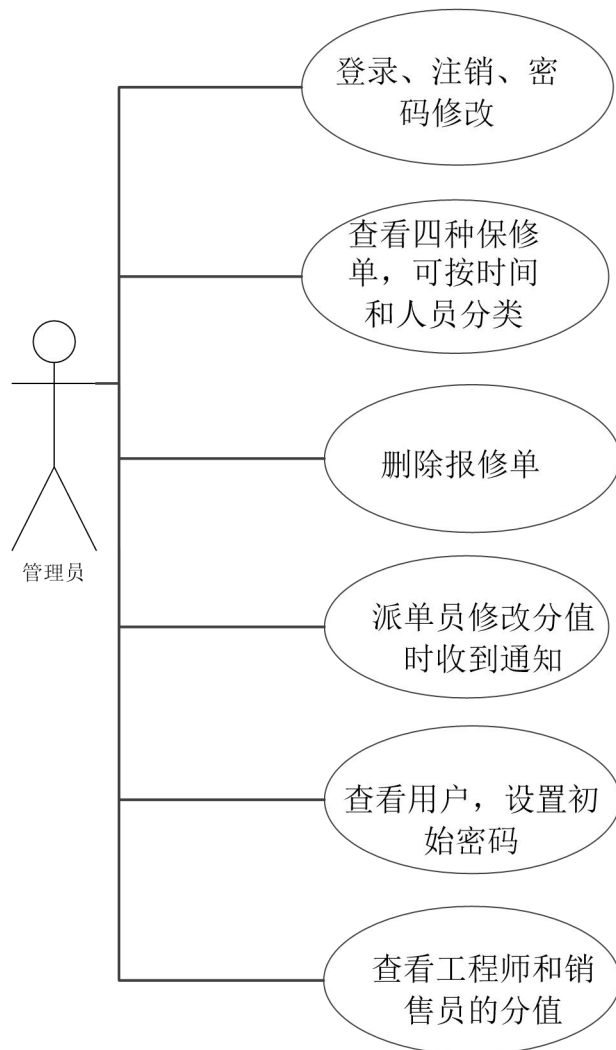 登录、注销、密
码修改
查看四种保修
单，可按时间
和人员分类
删除报修单
管理员
派单员修改分值
时收到通知
查看用户，设置初
始密码
查看工程师和销
售员的分值